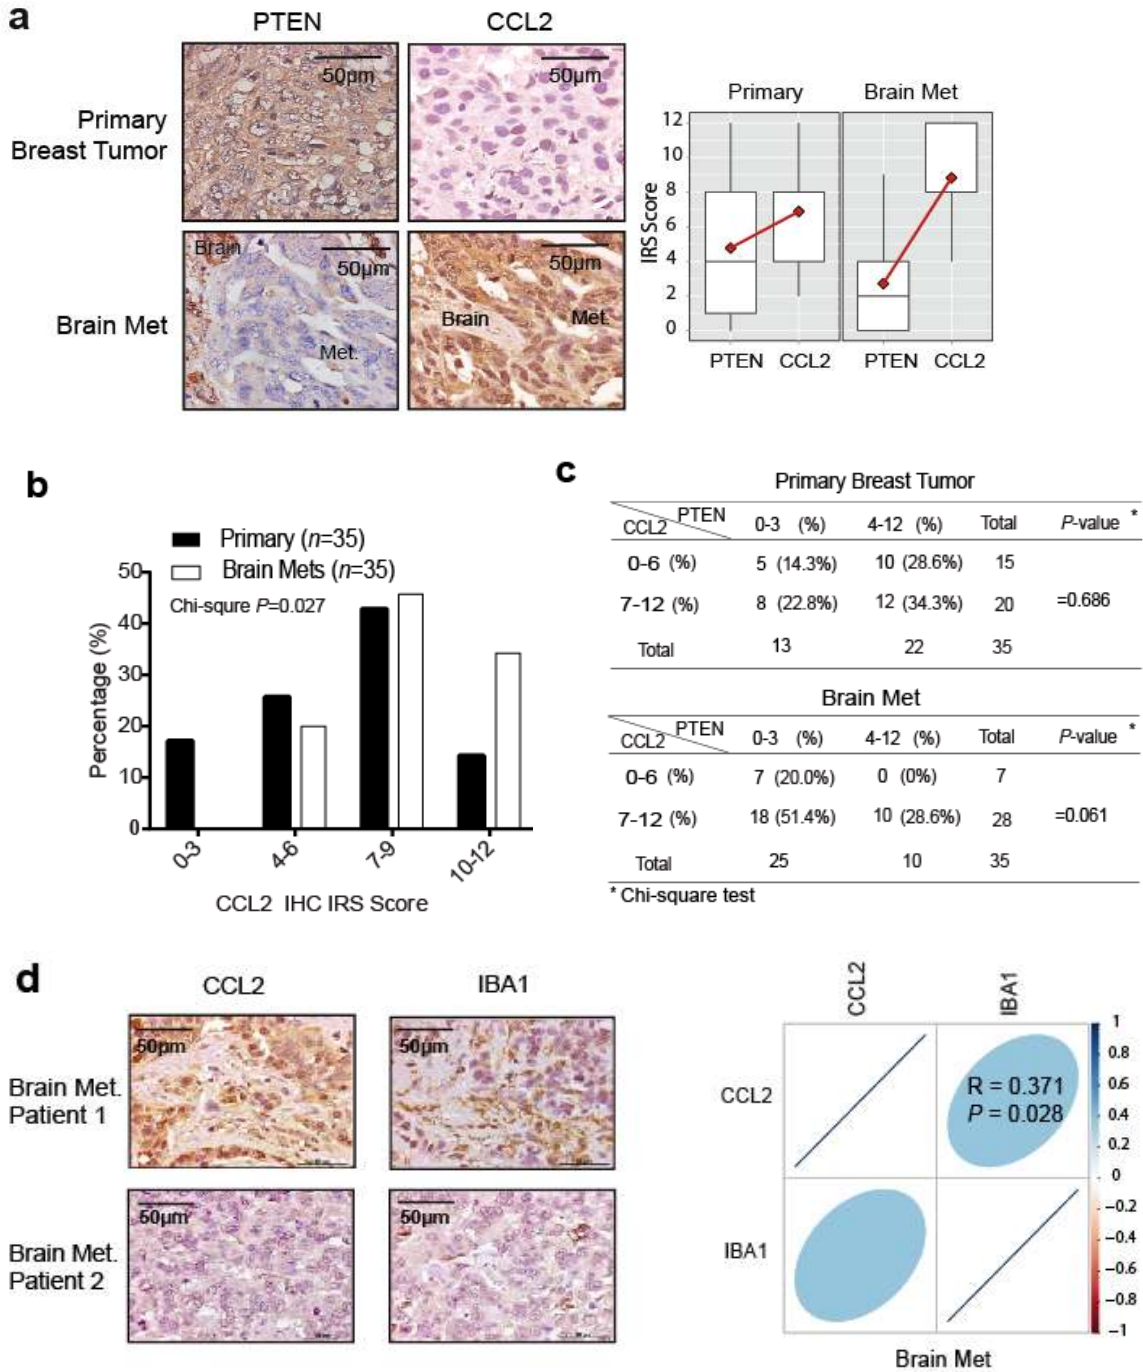 a
PTEN CCL2
50µm 50µm
Primary
Breast Tumor
Brain 50µm 50µm
Brain Met
Met.
Brain Met.
Primary Brain Met
IRS Score
12
10
8
6
4
2
0
PTEN CCL2 PTEN CCL2
b
Primary (n=35)
Brain Mets (n=35)
Chi-squre P=0.027
Percentage (%)
50
40
30
20
10
0
0-3 4-6 7-9 10-12
CCL2 IHC IRS Score
c
Primary Breast Tumor
CCL2 PTEN 0-3 (%) 4-12 (%) Total P-value *
0-6 (%) 5 (14.3%) 10 (28.6%) 15
7-12 (%) 8 (22.8%) 12 (34.3%) 20 =0.686
Total 13 22 35
Brain Met
CCL2 PTEN 0-3 (%) 4-12 (%) Total P-value *
0-6 (%) 7 (20.0%) 0 (0%) 7
7-12 (%) 18 (51.4%) 10 (28.6%) 28 =0.061
Total 25 10 35
* Chi-square test
d
CCL2 IBA1
50µm 50µm
Brain Met.
Patient 1
50µm 50µm
Brain Met.
Patient 2
CCL2 IBA1
CCL2
R = 0.371
P = 0.028
IBA1
1
0.8
0.6
0.4
0.2
0
−0.2
−0.4
−0.6
−0.8
−1
Brain Met